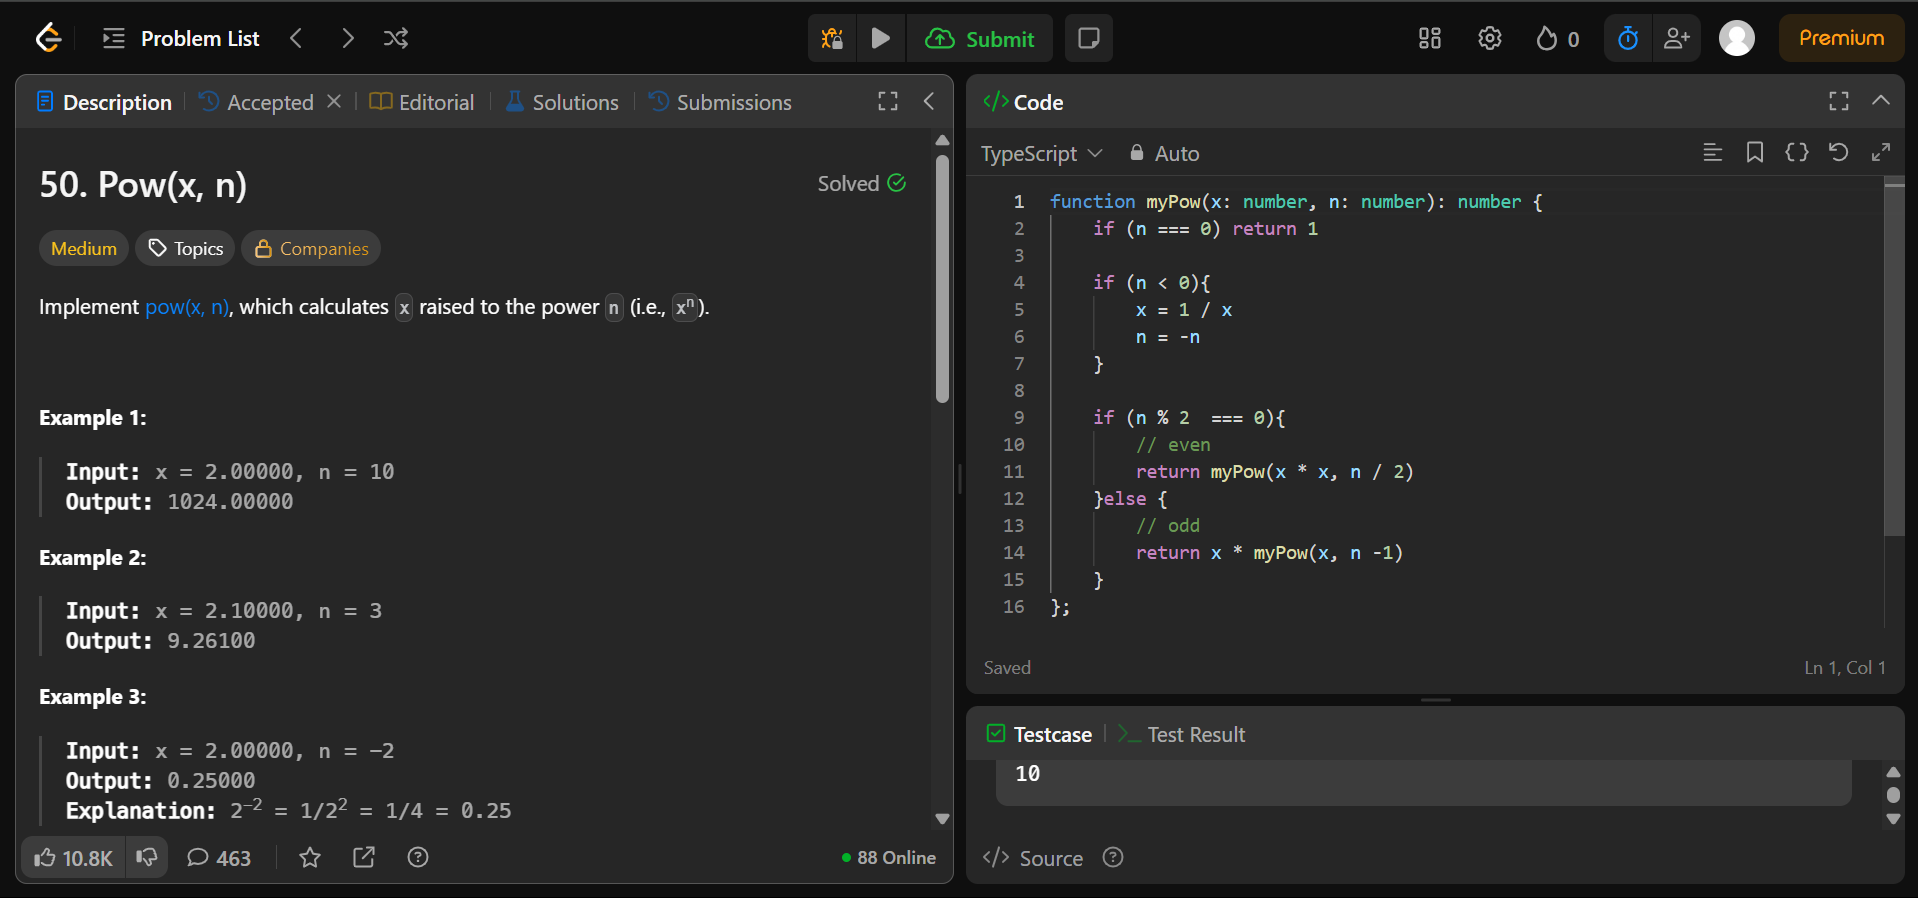 Problem List
Submit
0
Premium
Description
Accepted
Editorial
Solutions
Submissions
50. Pow(x, n)
Solved
Medium
Topics
Companies
Implement pow(x, n), which calculates x raised to the power n (i.e., xⁿ).
Example 1:
Input: x = 2.00000, n = 10
Output: 1024.00000
Example 2:
Input: x = 2.10000, n = 3
Output: 9.26100
Example 3:
Input: x = 2.00000, n = -2
Output: 0.25000
Explanation: 2⁻² = 1/2² = 1/4 = 0.25
10.8K
463
88 Online
</> Code
TypeScript
Auto
1 function myPow(x: number, n: number): number {
2     if (n === 0) return 1
3
4     if (n < 0){
5         x = 1 / x
6         n = -n
7     }
8
9     if (n % 2  === 0){
10         // even
11         return myPow(x * x, n / 2)
12     }else {
13         // odd
14         return x * myPow(x, n -1)
15     }
16 };
Saved
Ln 1, Col 1
Testcase
Test Result
10
</> Source